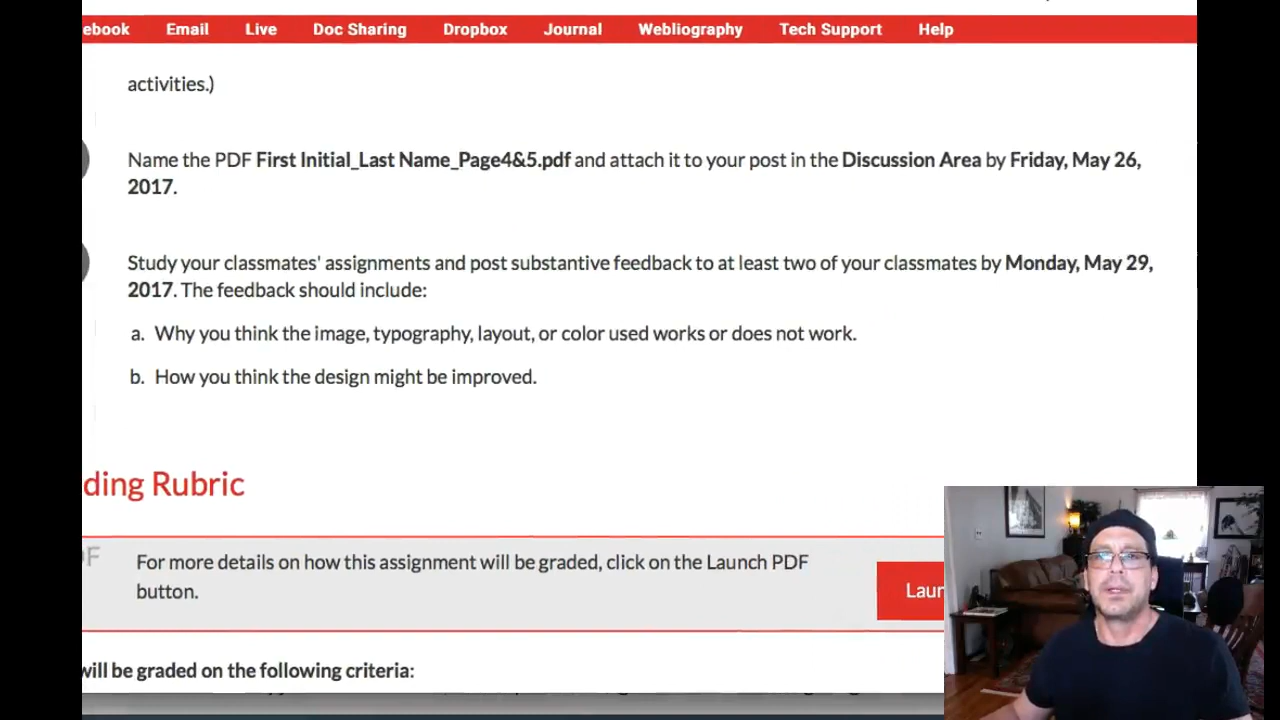 ebook Email Live Doc Sharing Dropbox Journal Webliography Tech Support Help
activities.)
Name the PDF First Initial_Last Name_Page4&5.pdf and attach it to your post in the Discussion Area by Friday, May 26,
2017.
Study your classmates' assignments and post substantive feedback to at least two of your classmates by Monday, May 29,
2017. The feedback should include:
a. Why you think the image, typography, layout, or color used works or does not work.
b. How you think the design might be improved.
ding Rubric
DF
For more details on how this assignment will be graded, click on the Launch PDF
button.
Laun
will be graded on the following criteria: